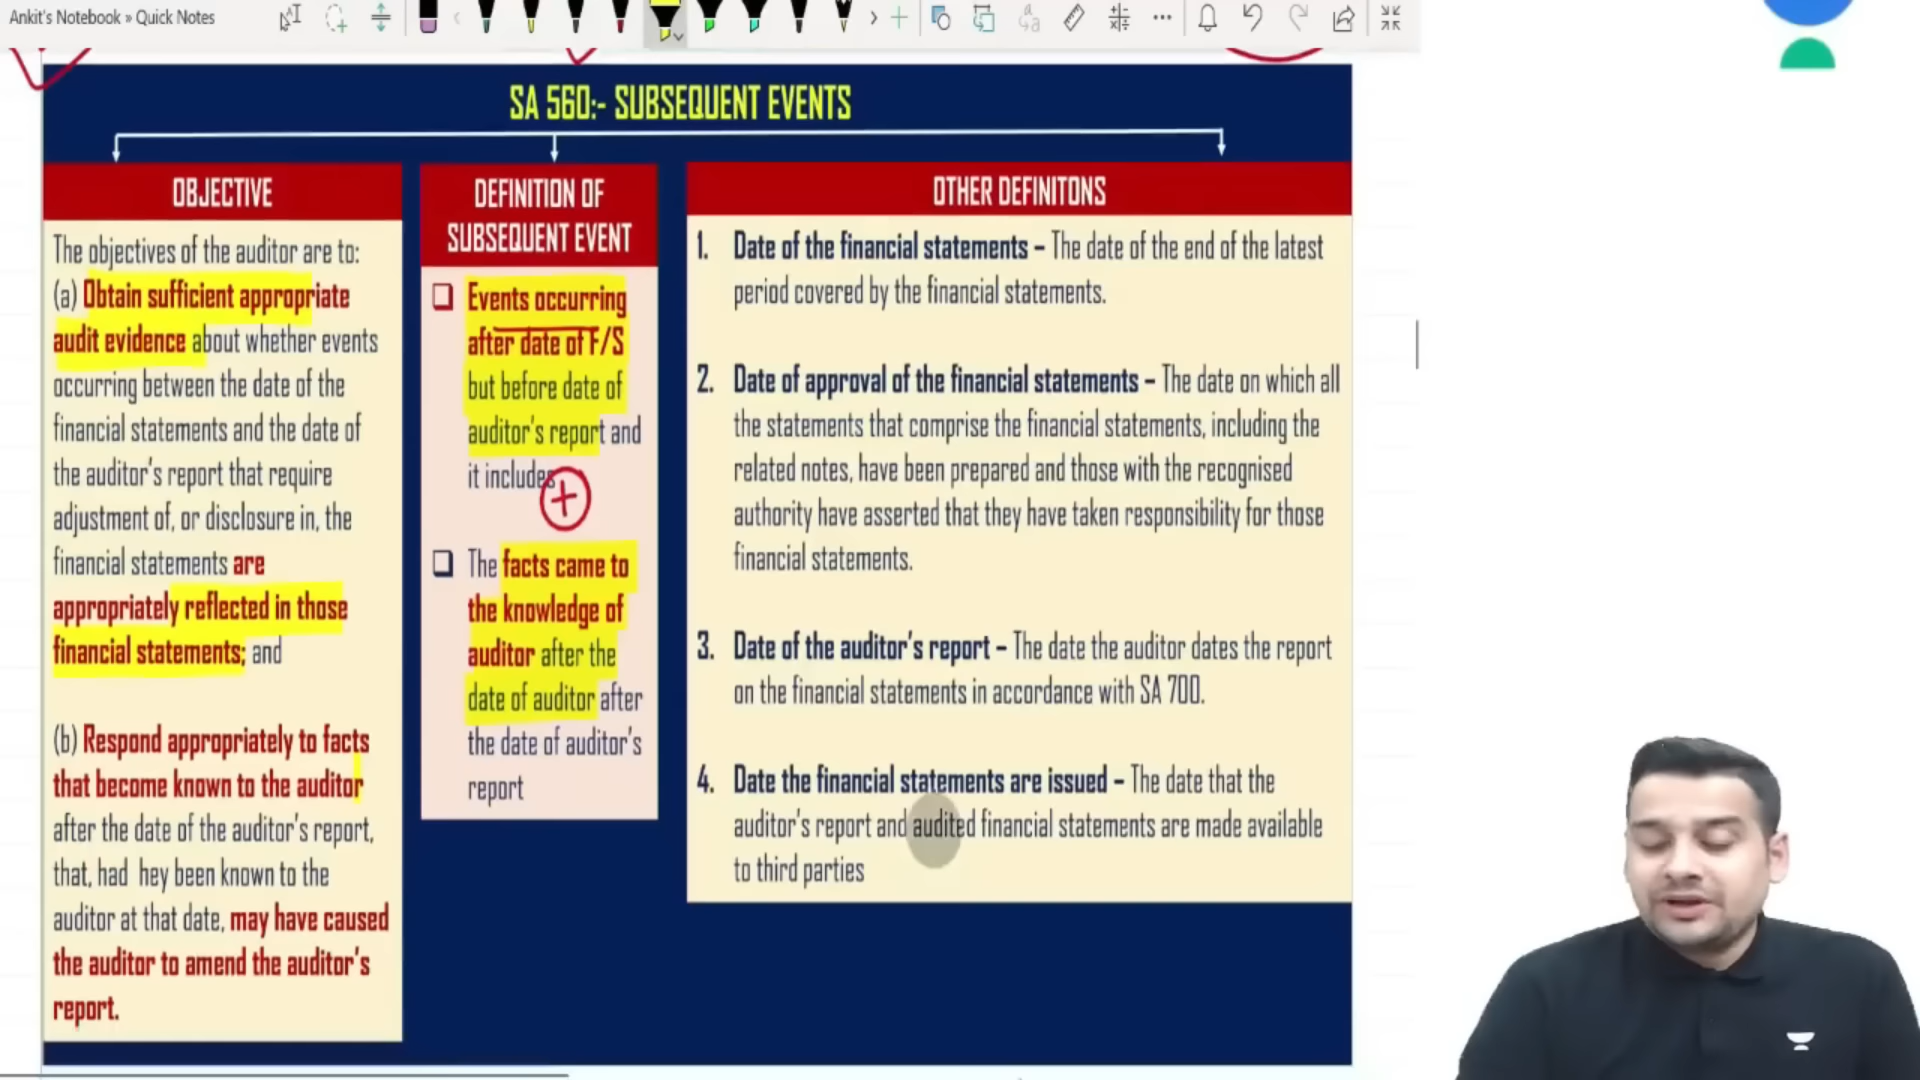 Ankit's Notebook » Quick Notes
SA 560:- SUBSEQUENT EVENTS
OBJECTIVE
The objectives of the auditor are to:
(a) Obtain sufficient appropriate
audit evidence about whether events
occurring between the date of the
financial statements and the date of
the auditor's report that require
adjustment of, or disclosure in, the
financial statements are
appropriately reflected in those
financial statements; and
(b) Respond appropriately to facts
that become known to the auditor
after the date of the auditor's report,
that, had hey been known to the
auditor at that date, may have caused
the auditor to amend the auditor's
report.
DEFINITION OF
SUBSEQUENT EVENT
Events occurring
after date of F/S
but before date of
auditor's report and
it includes
The facts came to
the knowledge of
auditor after the
date of auditor after
the date of auditor's
report
OTHER DEFINITONS
1. Date of the financial statements – The date of the end of the latest
period covered by the financial statements.
2. Date of approval of the financial statements – The date on which all
the statements that comprise the financial statements, including the
related notes, have been prepared and those with the recognised
authority have asserted that they have taken responsibility for those
financial statements.
3. Date of the auditor's report – The date the auditor dates the report
on the financial statements in accordance with SA 700.
4. Date the financial statements are issued – The date that the
auditor's report and audited financial statements are made available
to third parties